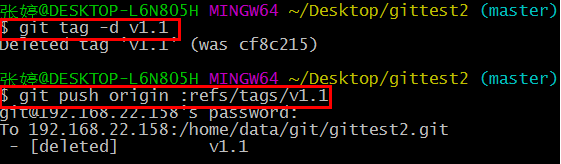 张婷@DESKTOP-L6N805H MINGW64 ~/Desktop/gittest2 (master)
$ git tag -d v1.1
Deleted tag 'v1.1' (was cf8c215)
张婷@DESKTOP-L6N805H MINGW64 ~/Desktop/gittest2 (master)
$ git push origin :refs/tags/v1.1
git@192.168.22.158's password:
To 192.168.22.158:/home/data/git/gittest2.git
 - [deleted]         v1.1